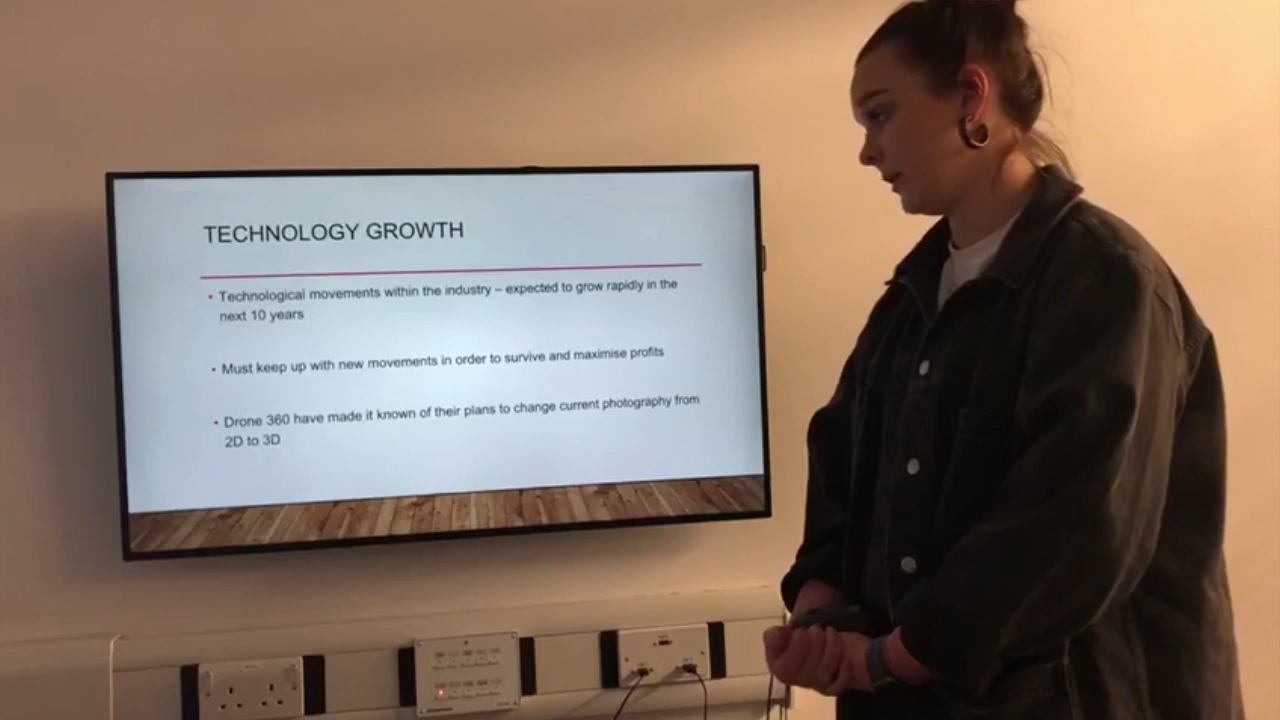 TECHNOLOGY GROWTH
• Technological movements within the industry – expected to grow rapidly in the
next 10 years
• Must keep up with new movements in order to survive and maximise profits
• Drone 360 have made it known of their plans to change current photography from
2D to 3D